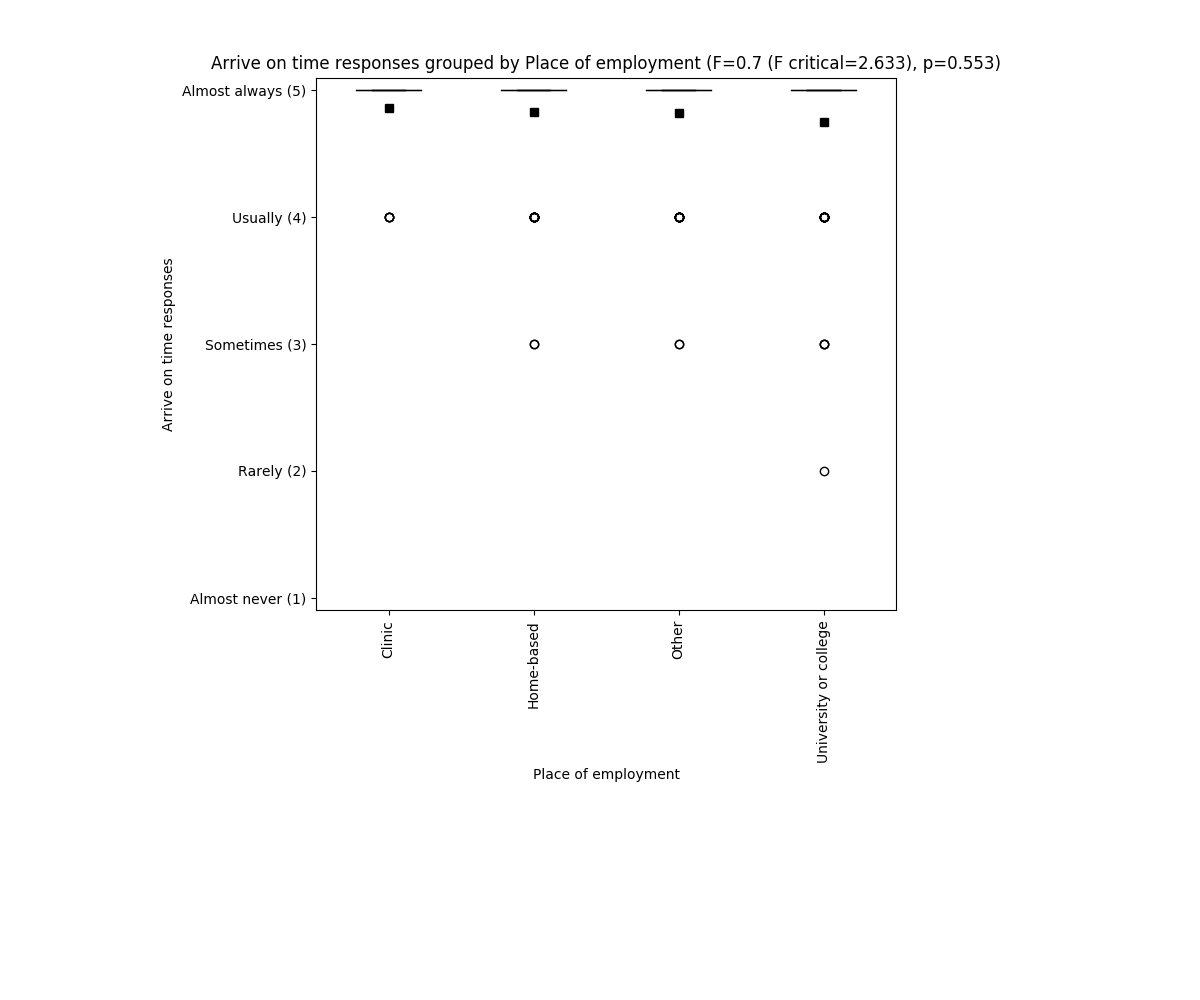 Arrive on time responses grouped by Place of employment (F=0.7 (F critical=2.633), p=0.553)
Almost always (5)
Usually (4)
Sometimes (3)
Rarely (2)
Almost never (1)
Arrive on time responses
Clinic
Home-based
Other
University or college
Place of employment